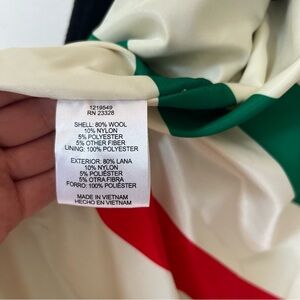 1219549
RN 23328
SHELL: 80% WOOL
10% NYLON
5% POLYESTER
5% OTHER FIBER
LINING: 100% POLYESTER
EXTERIOR: 80% LANA
10% NYLON
5% POLIÉSTER
5% OTRA FIBRA
FORRO: 100% POLIÉSTER
MADE IN VIETNAM
HECHO EN VIETNAM